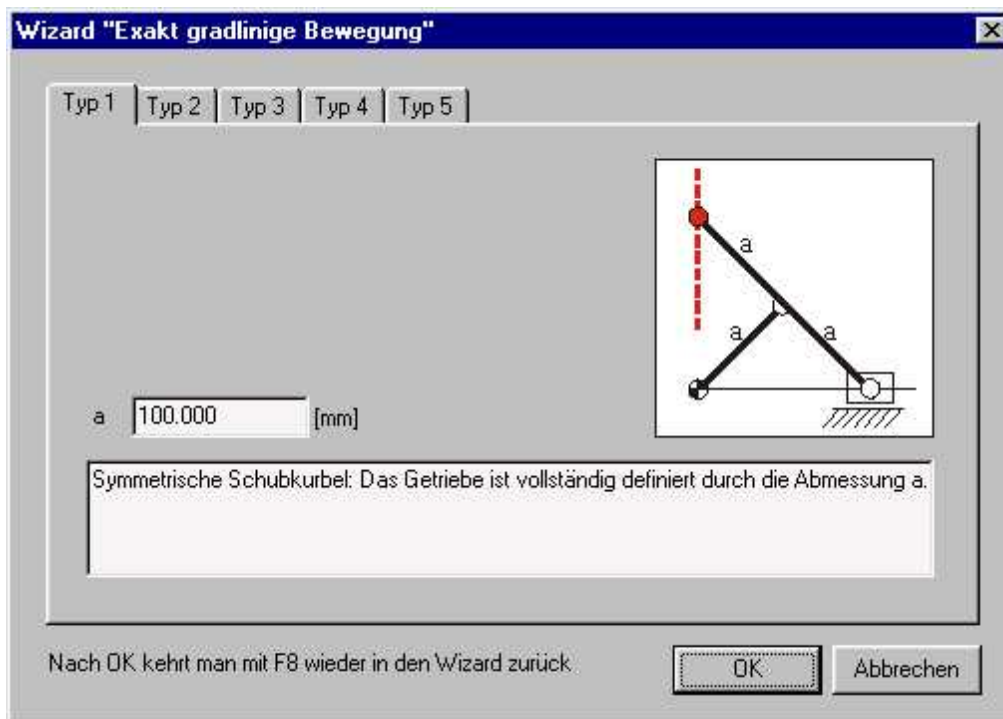 Wizard "Exakt gradlinige Bewegung"
Typ 1 Typ 2 Typ 3 Typ 4 Typ 5
a
a a
a 100.000 [mm]
Symmetrische Schubkurbel: Das Getriebe ist vollständig definiert durch die Abmessung a.
Nach OK kehrt man mit F8 wieder in den Wizard zurück
OK Abbrechen